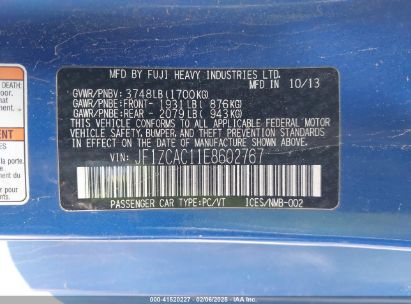 DEATH:
MFD BY FUJI HEAVY INDUSTRIES LTD.
10/13
GVWR/PNBV: 3748LB(1700KG)
GAWR/PNBE:FRONT- 1931LB( 876KG)
GAWR/PNBE:REAR - 2079LB( 943KG)
THIS VEHICLE CONFORMS TO ALL APPLICABLE FEDERAL MOTOR
VEHICLE SAFETY, BUMPER, AND THEFT PREVENTION STANDARDS
IN EFFECT ON THE DATE OF MANUFACTURE SHOWN ABOVE.
VIN: JF1ZCAC11E8602767
PASSENGER CAR TYPE:PC/VT ICES/NMB-002
000-41520227 - 02/06/2025 - IAA